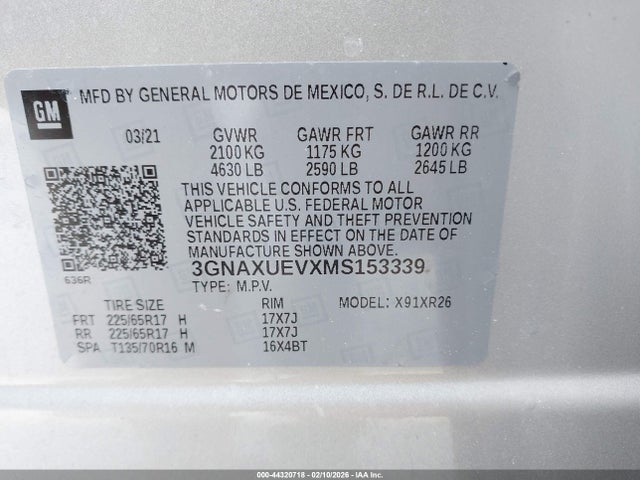 GM
MFD BY GENERAL MOTORS DE MEXICO, S. DE R.L. DE C.V.
03/21 GVWR GAWR FRT GAWR RR
2100 KG 1175 KG 1200 KG
4630 LB 2590 LB 2645 LB
THIS VEHICLE CONFORMS TO ALL
APPLICABLE U.S. FEDERAL MOTOR
VEHICLE SAFETY AND THEFT PREVENTION
STANDARDS IN EFFECT ON THE DATE OF
MANUFACTURE SHOWN ABOVE.
636R
3GNAXUEVXMS153339
TYPE: M.P.V.
TIRE SIZE RIM MODEL: X91XR26
FRT 225/65R17 H 17X7J
RR 225/65R17 H 17X7J
SPA T135/70R16 M 16X4BT
000-44320718 - 02/10/2026 - IAAI.COM